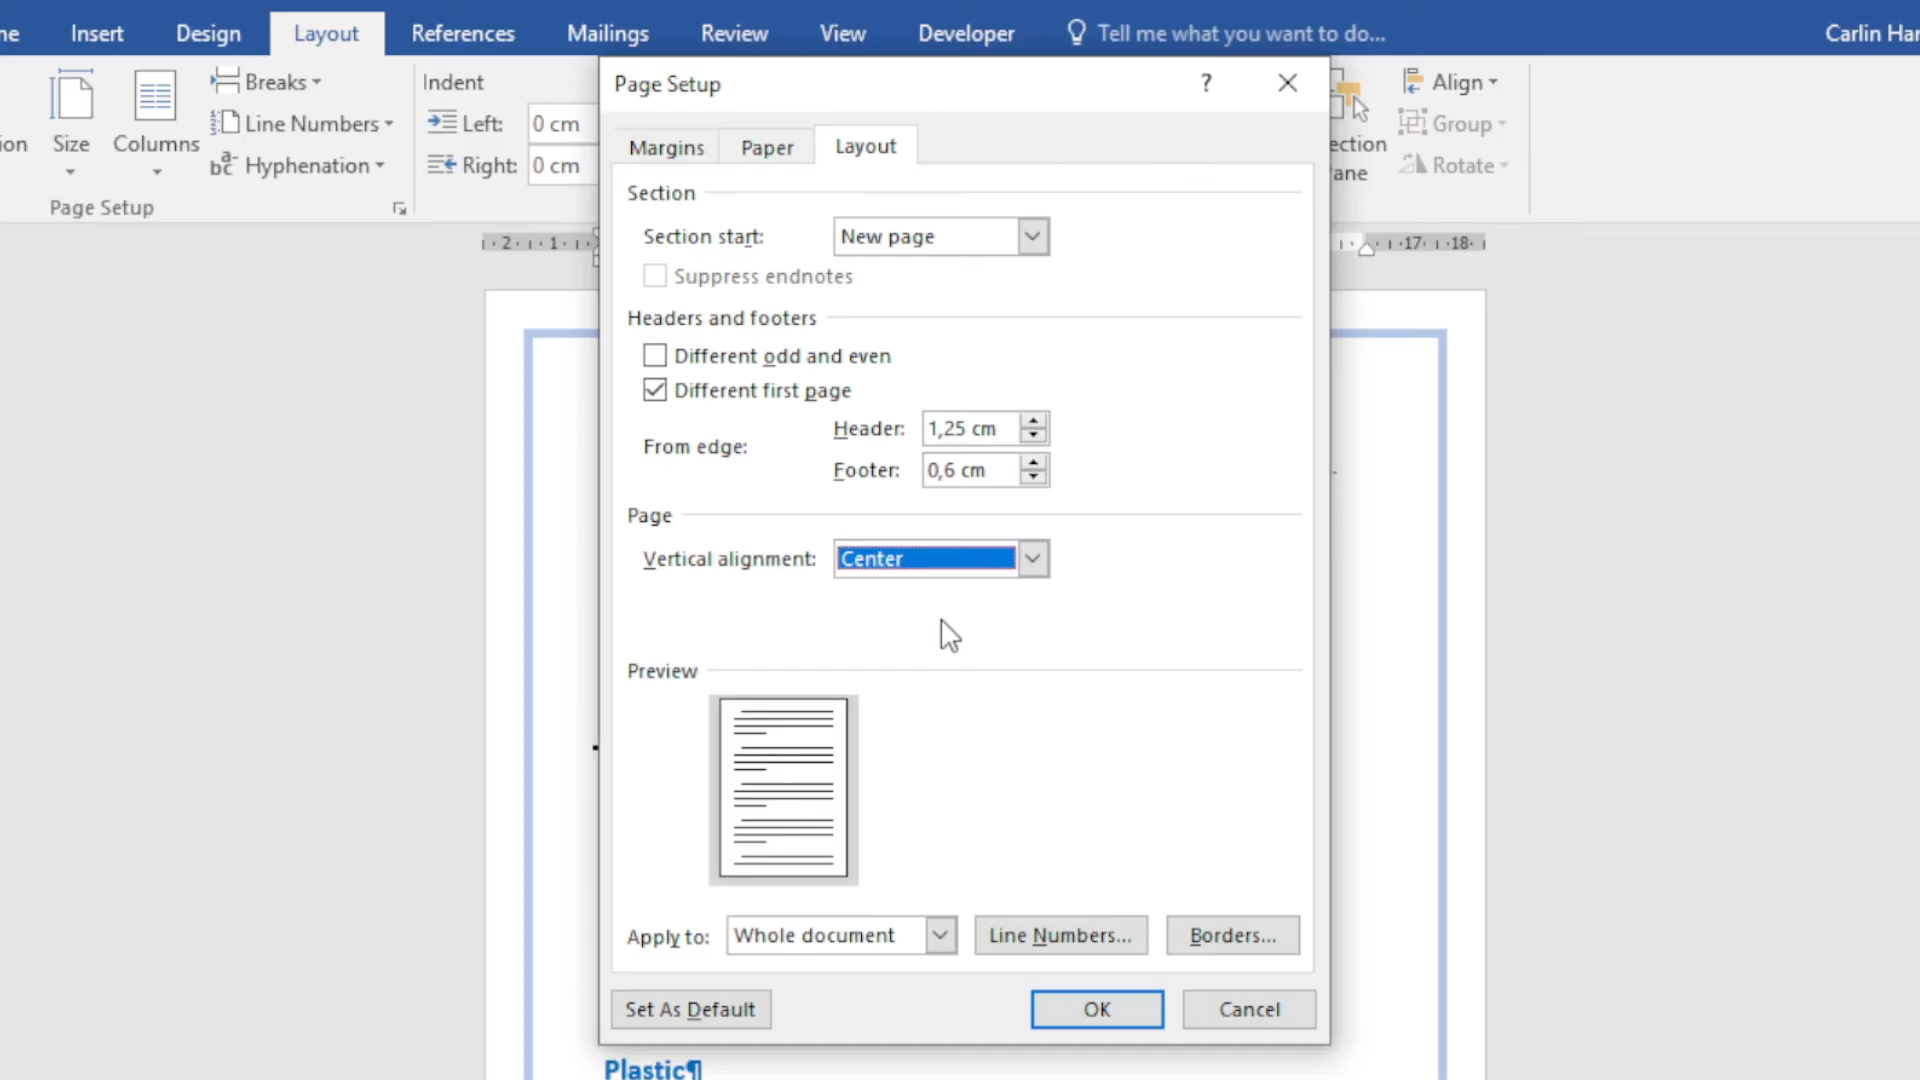 Insert Design Layout References Mailings Review View Developer Tell me what you want to do... Carlin
Size Columns Breaks Line Numbers Hyphenation
Page Setup
Indent
Left: 0 cm
Right: 0 cm
Align
Group
Rotate
Page Setup ? 
Margins Paper Layout
Section
Section start: New page
Suppress endnotes
Headers and footers
Different odd and even
Different first page
From edge:
Header: 1,25 cm
Footer: 0,6 cm
Page
Vertical alignment: Center
Preview
Apply to: Whole document Line Numbers... Borders...
Set As Default OK Cancel
2 1 17 18
Plastic¶